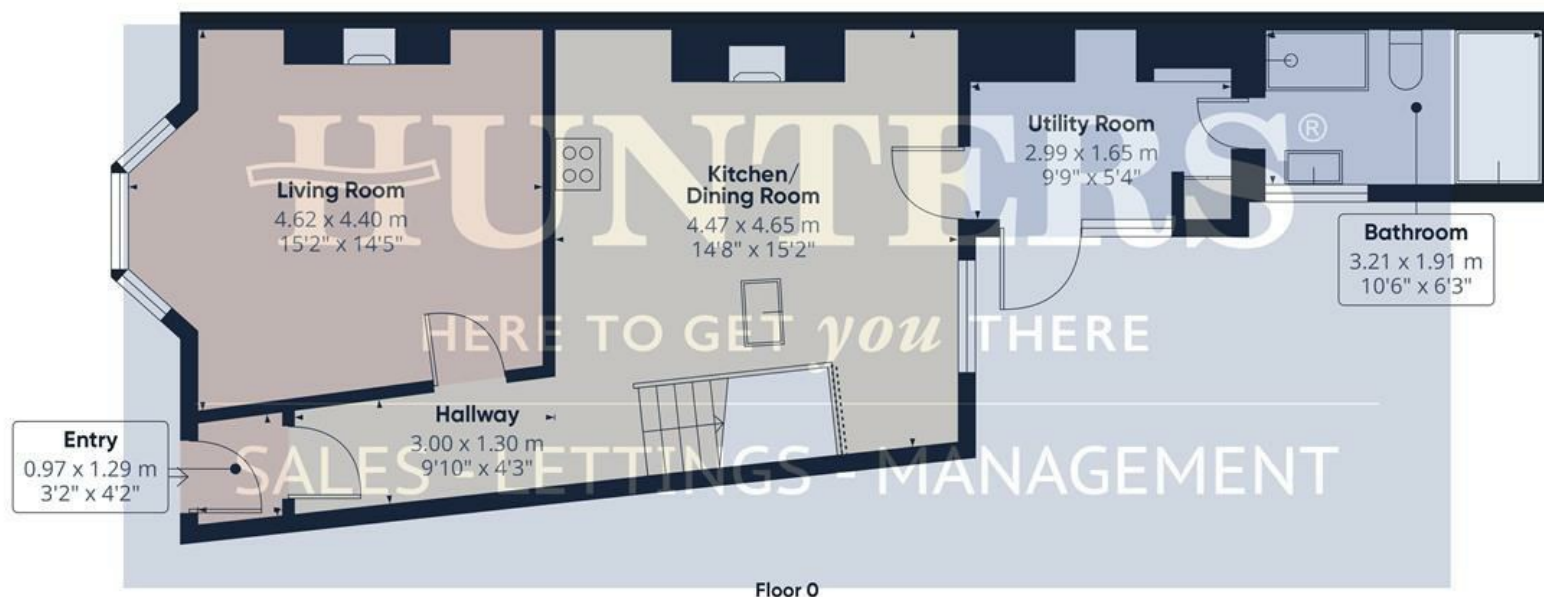 HUNTERS®
HERE TO GET you THERE
SALES - LETTINGS - MANAGEMENT
Living Room
4.62 x 4.40 m
15'2" x 14'5"
Kitchen/
Dining Room
4.47 x 4.65 m
14'8" x 15'2"
Utility Room
2.99 x 1.65 m
9'9" x 5'4"
Bathroom
3.21 x 1.91 m
10'6" x 6'3"
Hallway
3.00 x 1.30 m
9'10" x 4'3"
Entry
0.97 x 1.29 m
3'2" x 4'2"
Floor 0